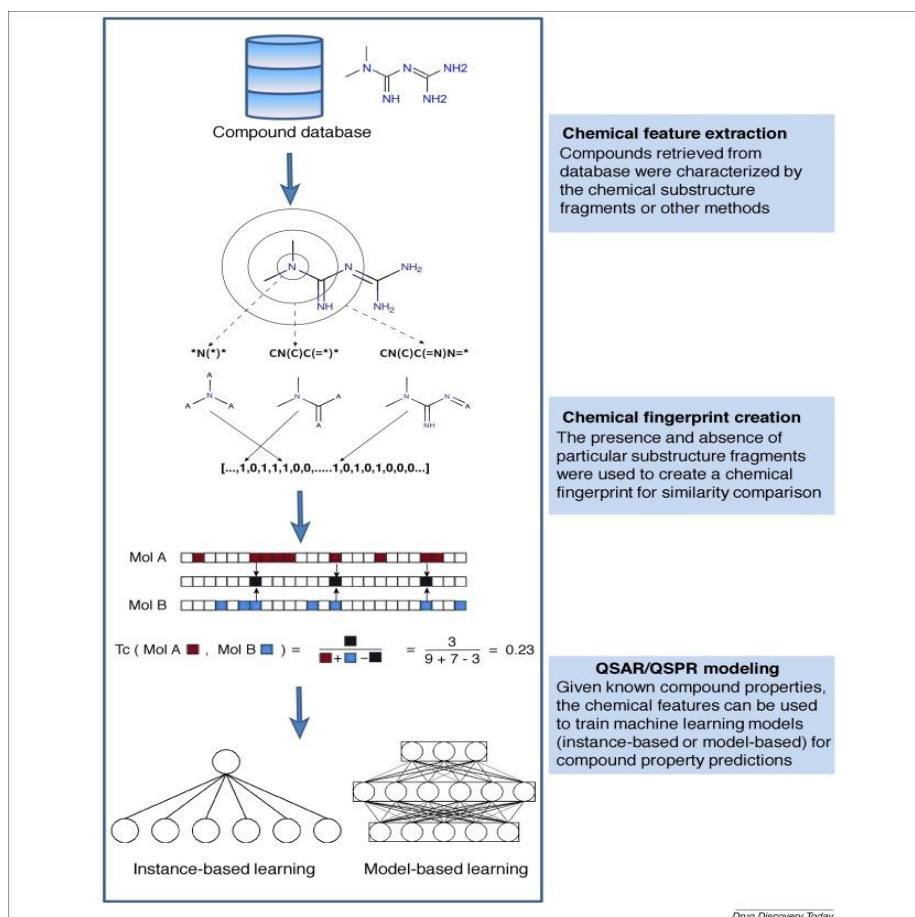 N
N
NH2
NH
NH2
Compound database
Chemical feature extraction
Compounds retrieved from
database were characterized by
the chemical substructure
fragments or other methods
N
N
NH2
NH
NH2
*N(*)*
CN(C)C(=*)*
CN(C)C(=N)N=*
A
N
A
A
N
A
A
N
N
A
NH
[...,1,0,1,1,1,0,0,.....1,0,1,0,1,0,0,0...]
Chemical fingerprint creation
The presence and absence of
particular substructure fragments
were used to create a chemical
fingerprint for similarity comparison
Mol A
Mol B
Tc ( Mol A , Mol B ) = + - = 3 / 9 + 7 - 3 = 0.23
QSAR/QSPR modeling
Given known compound properties,
the chemical features can be used
to train machine learning models
(instance-based or model-based) for
compound property predictions
Instance-based learning
Model-based learning
Drug Discovery Today